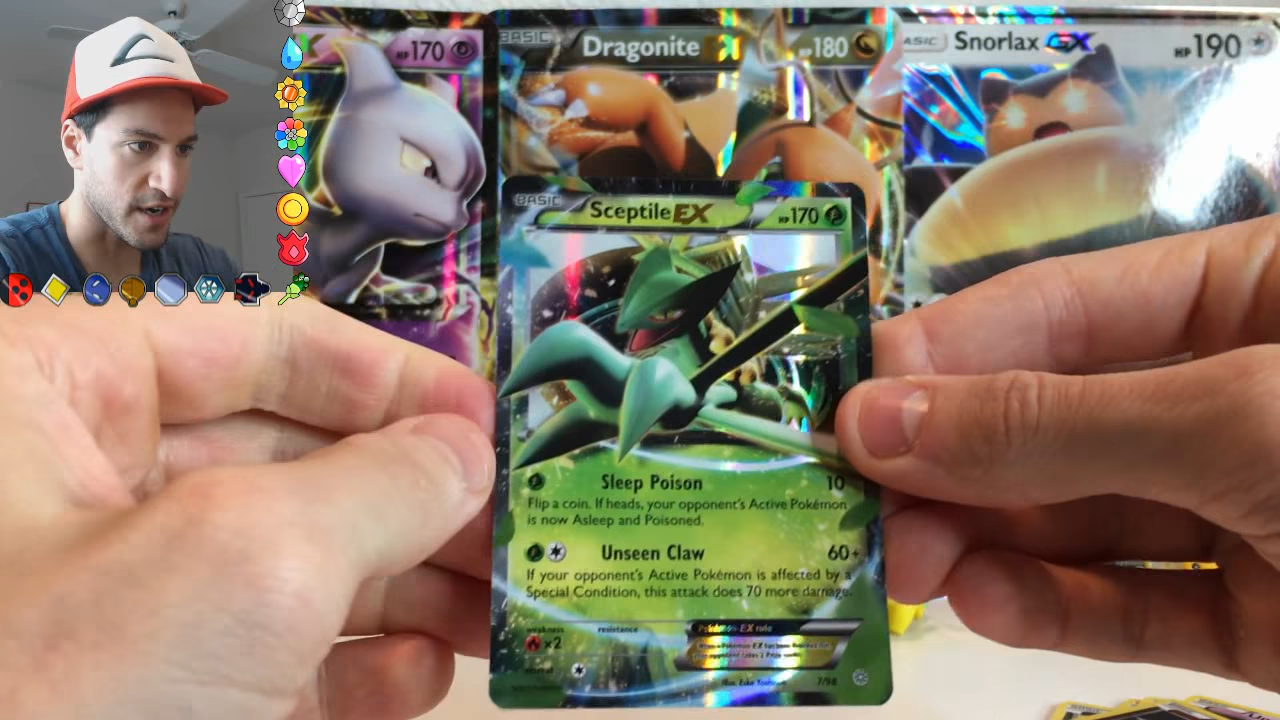 X HP170
BASIC Dragonite EX HP180
BASIC Snorlax GX HP190
BASIC Sceptile EX HP170
Sleep Poison 10
Flip a coin. If heads, your opponent's Active Pokémon
is now Asleep and Poisoned.
Unseen Claw 60+
If your opponent's Active Pokémon is affected by a
Special Condition, this attack does 70 more damage.
weakness resistance Pokémon-EX rule
×2
7/98